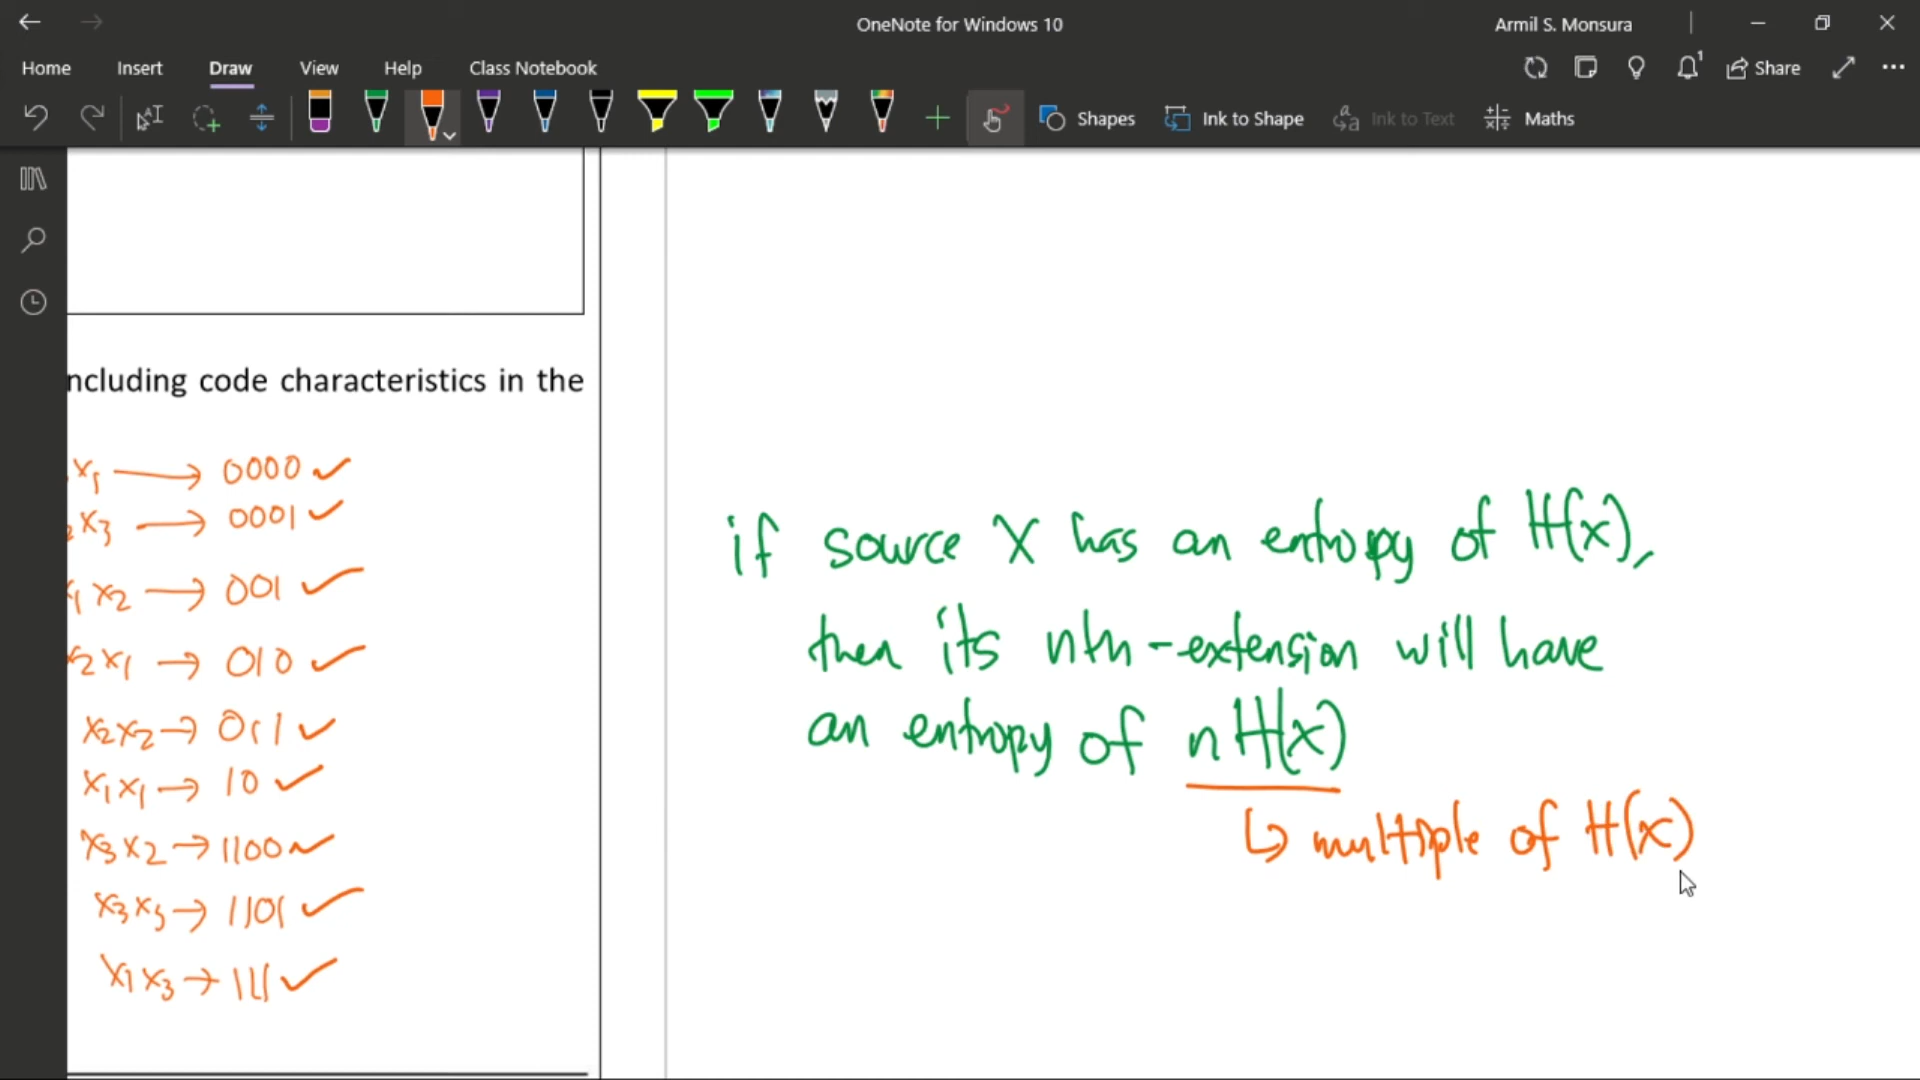 OneNote for Windows 10
Armil S. Monsura
Home Insert Draw View Help Class Notebook
1 Share
Shapes Ink to Shape Ink to Text Maths
ncluding code characteristics in the
x1 → 0000 ✓
2x3 → 0001 ✓
x1x2 → 001 ✓
x2x1 → 010 ✓
x2x2 → 011 ✓
x1x1 → 10 ✓
x3x2 → 1100 ✓
x3x3 → 1101 ✓
x1x3 → 111 ✓
if source X has an entropy of H(x),
then its nth-extension will have
an entropy of nH(x)
↳ multiple of H(x)